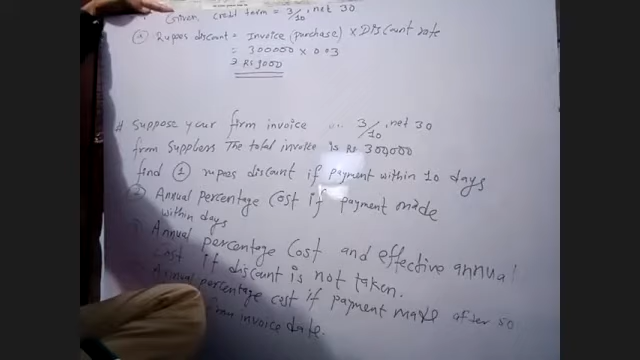 Given credit term = 3/10, net 30
(a) Rupees discount = Invoice (purchase) x Discount rate
= 300000 x 0.03
= Rs 9000
# Suppose your firm invoice 3/10, net 30
from suppliers The total invoice is Rs 300,000
find (1) rupees discount if payment within 10 days
(2) Annual percentage Cost if payment made
within days
Annual percentage Cost and effective annual
Cost if discount is not taken.
Annual percentage cost if payment made after 50
from invoice date.